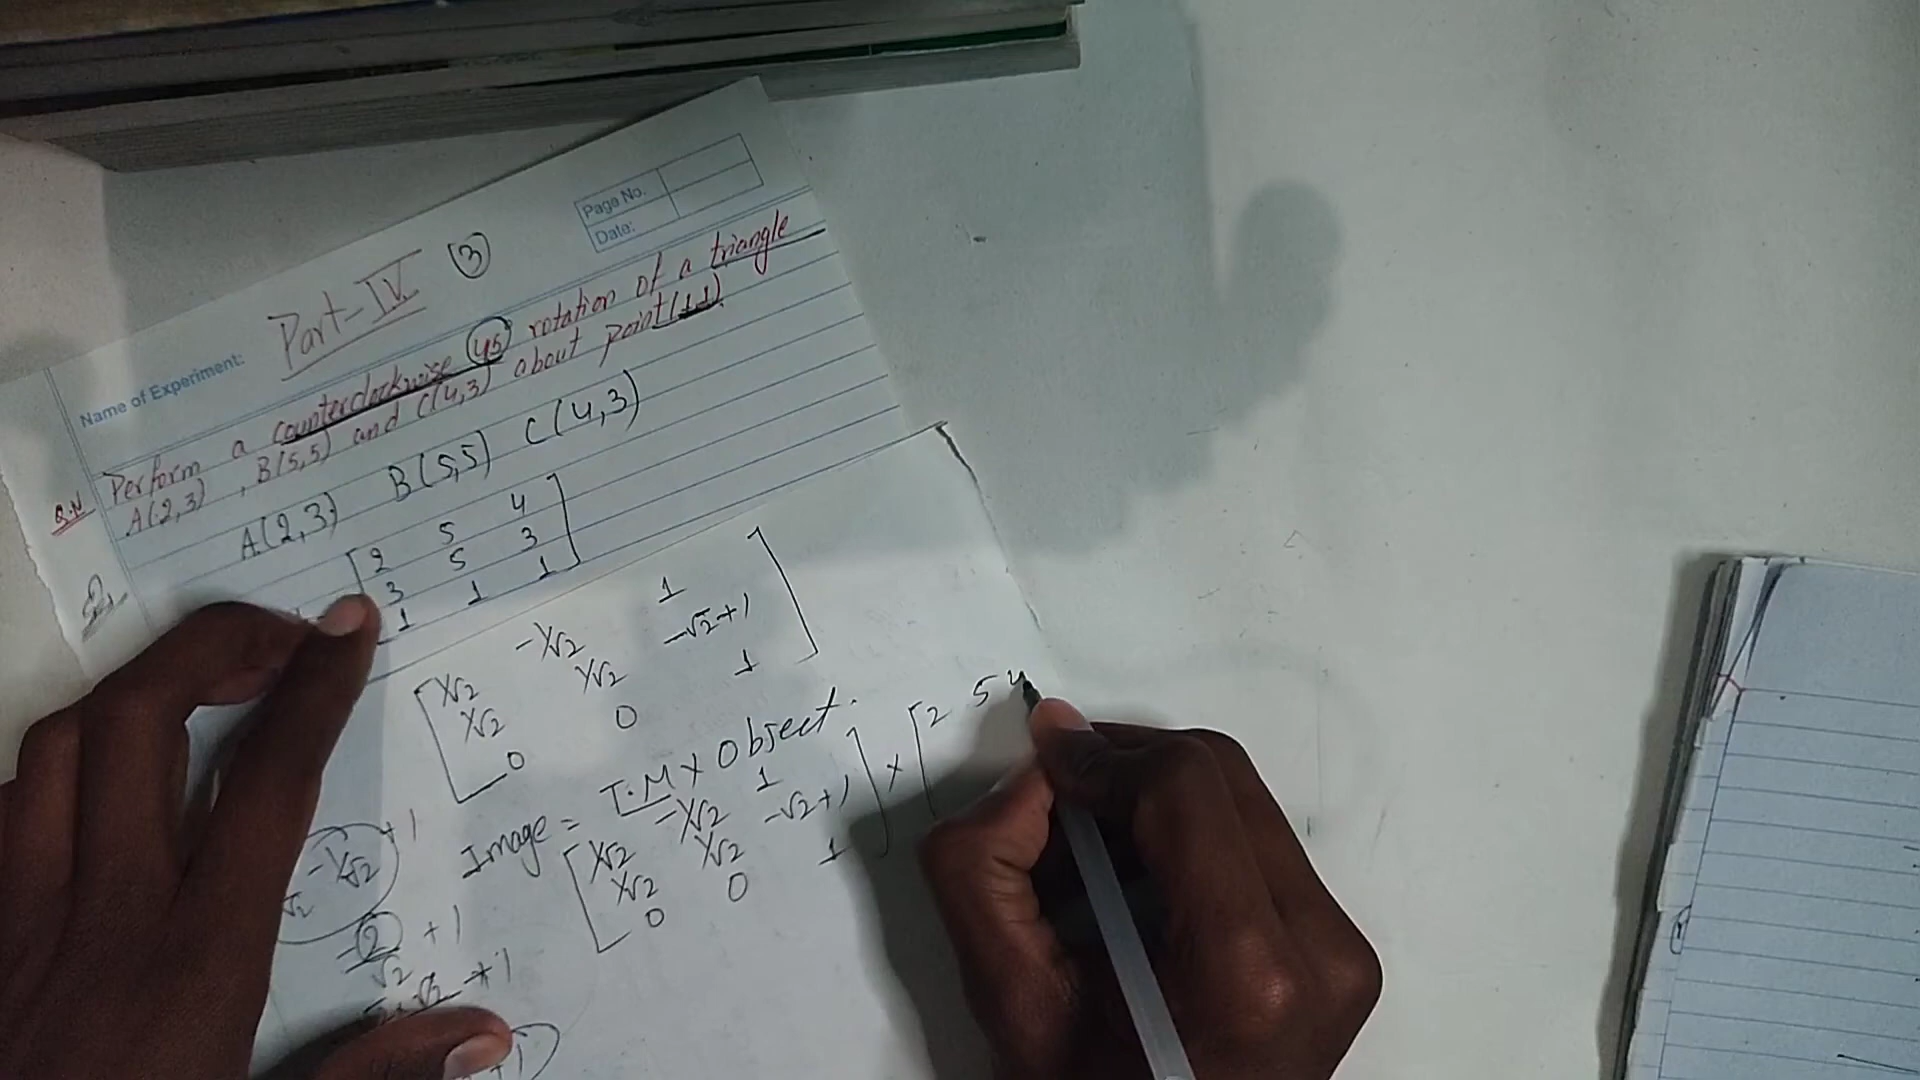 Page No.
Date:
Part-IV (3)
Name of Experiment:
Q.N. Perform a counterclockwise 45 rotation of a triangle
A(2,3), B(5,5) and C(4,3) about point (1,1).
A(2,3) B(5,5) C(4,3)
2 5 4
3 5 3
1 1 1
1/√2 -1/√2 1
1/√2 1/√2 -√2+1
0 0 1
Image = T.M X Object.
1/√2 -1/√2 1 × [2 5 4
1/√2 1/√2 -√2+1
0 0 1
-1/√2 +1
-2 +1
√2